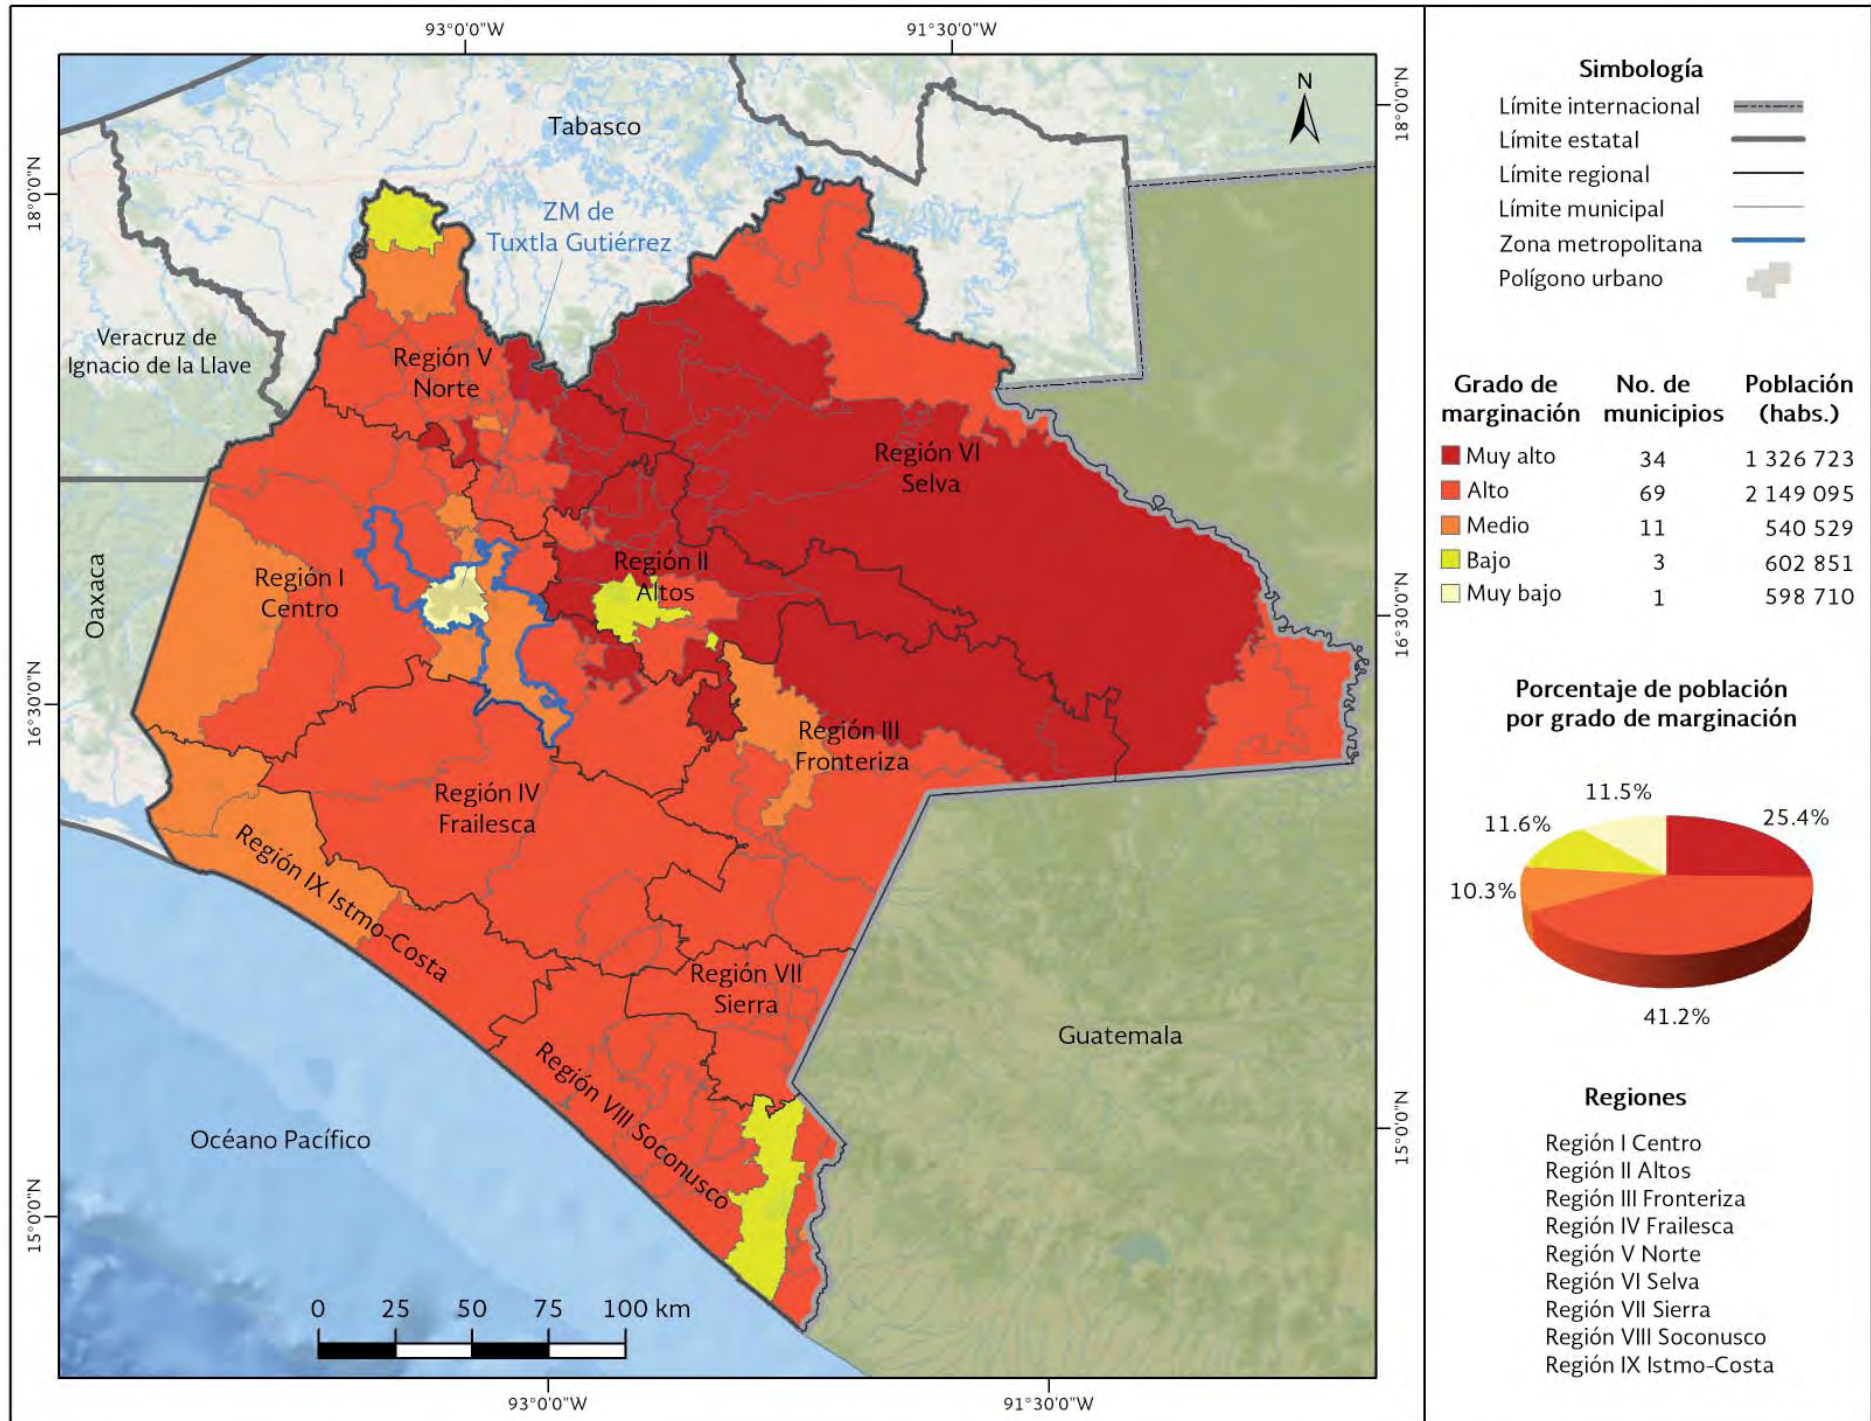 93°0'0"W
91°30'0"W
18°0'0"N
18°0'0"N
N
Tabasco
ZM de
Tuxtla Gutiérrez
Veracruz de
Ignacio de la Llave
Región V
Norte
Región VI
Selva
Oaxaca
Región I
Centro
Región II
Altos
16°30'0"N
16°30'0"N
Región III
Fronteriza
Región IV
Frailesca
Región IX Istmo-Costa
Región VII
Sierra
Guatemala
Región VIII Soconusco
Océano Pacífico
15°0'0"N
15°0'0"N
0 25 50 75 100 km
93°0'0"W
91°30'0"W
Simbología
Límite internacional
Límite estatal
Límite regional
Límite municipal
Zona metropolitana
Polígono urbano
Grado de marginación No. de municipios Población (habs.)
Muy alto 34 1 326 723
Alto 69 2 149 095
Medio 11 540 529
Bajo 3 602 851
Muy bajo 1 598 710
Porcentaje de población
por grado de marginación
11.5%
25.4%
11.6%
10.3%
41.2%
Regiones
Región I Centro
Región II Altos
Región III Fronteriza
Región IV Frailesca
Región V Norte
Región VI Selva
Región VII Sierra
Región VIII Soconusco
Región IX Istmo-Costa